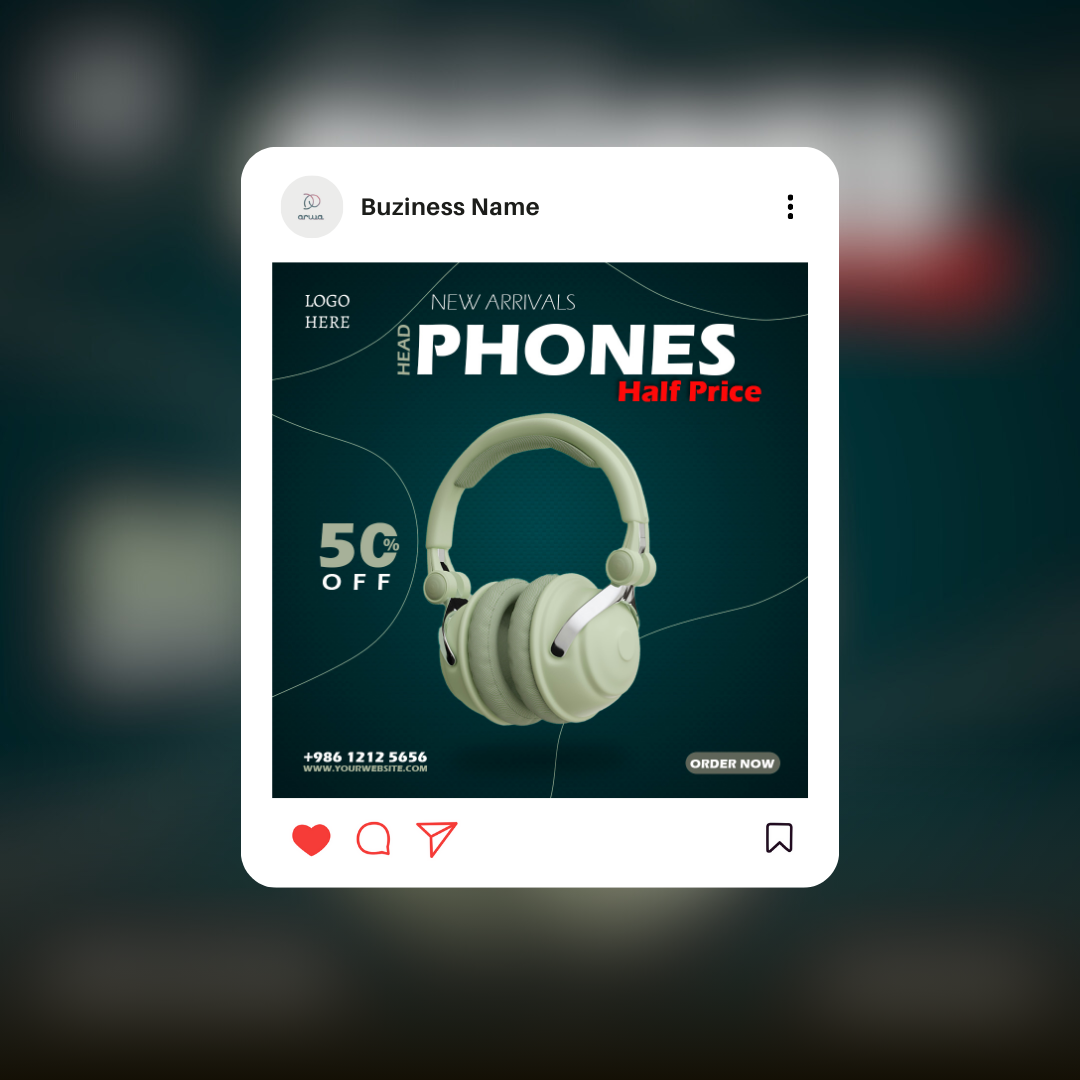 arwa
Buziness Name
LOGO
HERE
NEW ARRIVALS
HEAD
PHONES
Half Price
50%
OFF
+986 1212 5656
WWW.YOURWEBSITE.COM
ORDER NOW